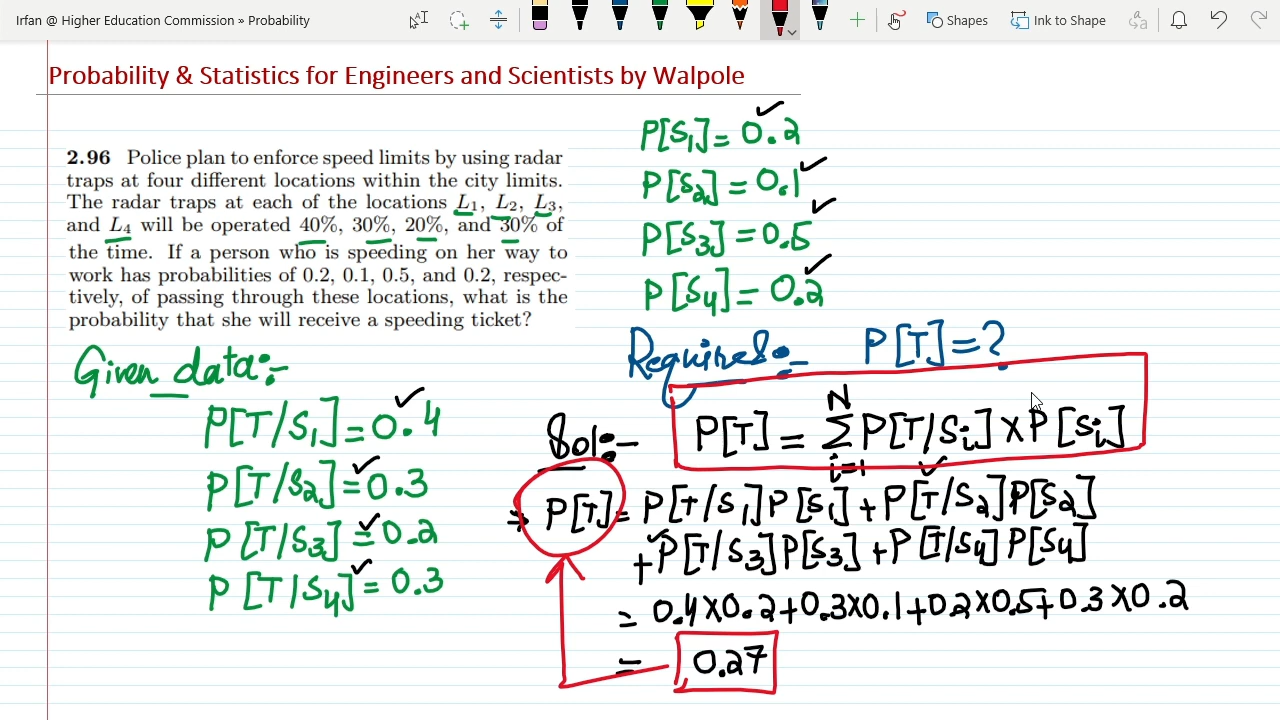 Irfan @ Higher Education Commission » Probability
Shapes
Ink to Shape
Probability & Statistics for Engineers and Scientists by Walpole
2.96 Police plan to enforce speed limits by using radar
traps at four different locations within the city limits.
The radar traps at each of the locations L₁, L₂, L₃,
and L₄ will be operated 40%, 30%, 20%, and 30% of
the time. If a person who is speeding on her way to
work has probabilities of 0.2, 0.1, 0.5, and 0.2, respec-
tively, of passing through these locations, what is the
probability that she will receive a speeding ticket?
Given data:-
P[T/S₁] = 0.4
P[T/S₂] = 0.3
P[T/S₃] = 0.2
P[T/S₄] = 0.3
P[S₁] = 0.2
P[S₂] = 0.1
P[S₃] = 0.5
P[S₄] = 0.2
Required:- P[T] = ?
Sol:- P[T] = Σ_{i=1}^{N} P[T/Si] × P[Si]
⇒ P[T] = P[T/S₁]P[S₁] + P[T/S₂]P[S₂]
+ P[T/S₃]P[S₃] + P[T/S₄]P[S₄]
= 0.4×0.2+0.3×0.1+0.2×0.5+0.3×0.2
= 0.27